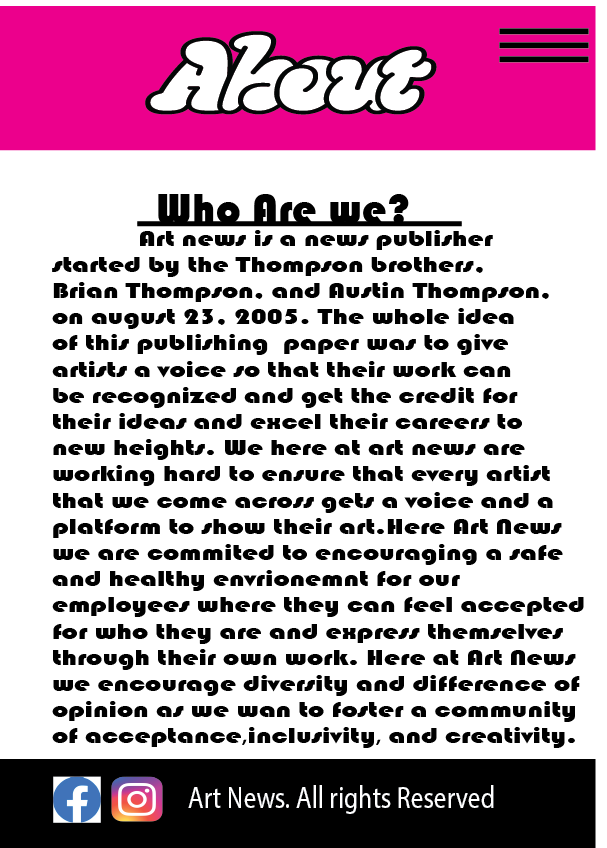 About
Who Are we?
Art news is a news publisher
started by the Thompson brothers,
Brian Thompson, and Austin Thompson,
on august 23, 2005. The whole idea
of this publishing  paper was to give
artists a voice so that their work can
be recognized and get the credit for
their ideas and excel their careers to
new heights. We here at art news are
working hard to ensure that every artist
that we come across gets a voice and a
platform to show their art.Here Art News
we are commited to encouraging a safe
and healthy envrionemnt for our
employees where they can feel accepted
for who they are and express themselves
through their own work. Here at Art News
we encourage diversity and difference of
opinion as we wan to foster a community
of acceptance,inclusivity, and creativity.
Art News. All rights Reserved